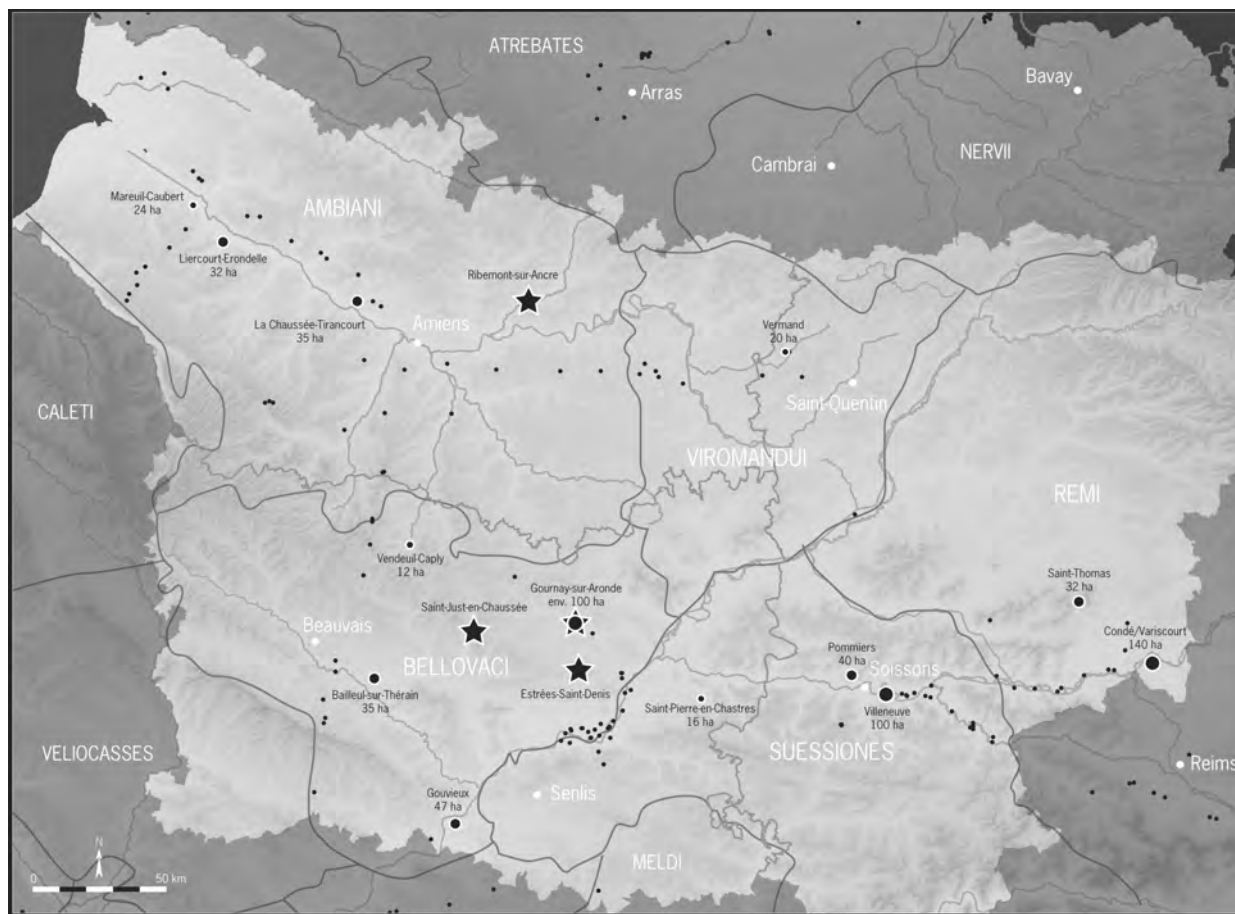 ATREBATES
Arras
Bavay
NERVII
Cambrai
Mareuil-Caubert
24 ha
AMBIANI
Liercourt-Erondelle
32 ha
Ribemont-sur-Ancre
La Chaussée-Tirancourt
35 ha
Amiens
Vermand
20 ha
Saint-Quentin
CALETI
VIROMANDUI
REMI
Vendeuil-Caply
12 ha
Gournay-sur-Aronde
env. 100 ha
Saint-Thomas
32 ha
Saint-Just-en-Chaussée
Beauvais
Condé/Variscourt
140 ha
BELLOVACI
Pommiers
40 ha
Soissons
Bailleul-sur-Thérain
35 ha
Estrées-Saint-Denis
Saint-Pierre-en-Chastres
16 ha
Villeneuve
100 ha
VELIOCASSES
SUESSIONES
Reims
Gouvieux
47 ha
Senlis
MELDI
N
0 50 km